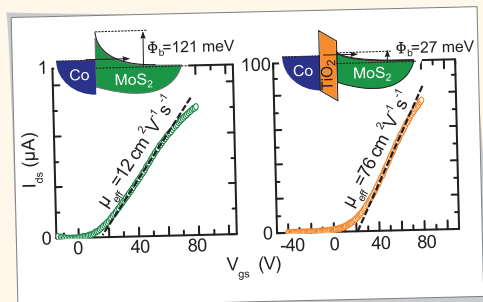 Φb=121 meV
Co
MoS2
Φb=27 meV
Co
TiO2
MoS2
1
0
Ids (μA)
μeff=12 cm2V-1s-1
0 40 80
100
0
μeff=76 cm2V-1s-1
-40 0 40 80
Vgs (V)